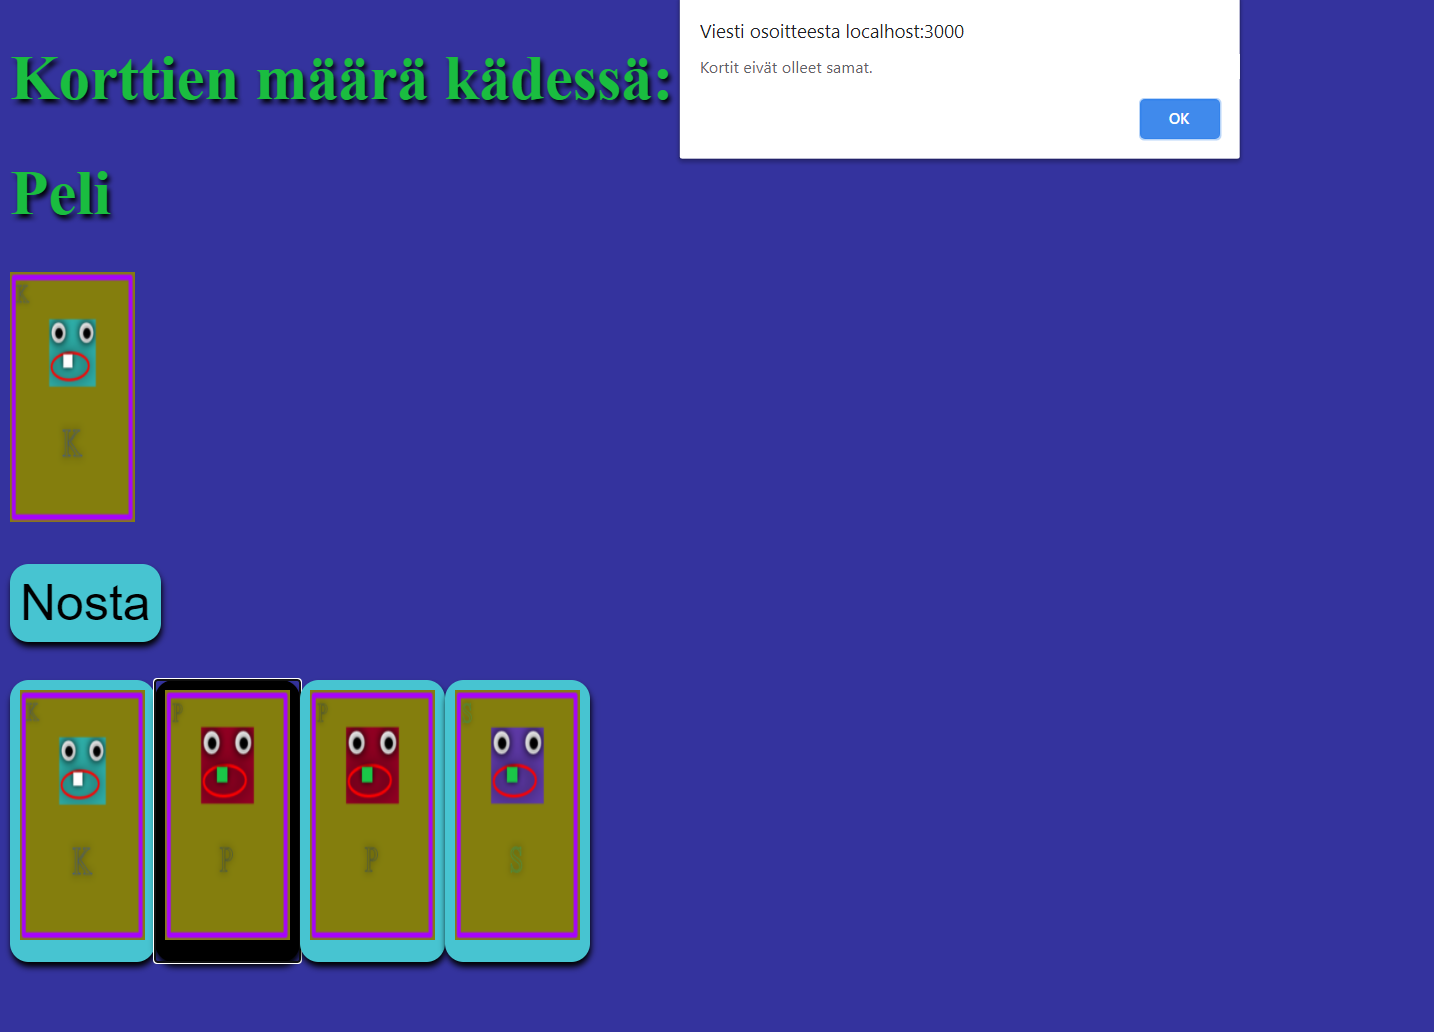 Viesti osoitteesta localhost:3000
Kortit eivät olleet samat.
OK
Korttien määrä kädessä:
Peli
K
K
Nosta
K
P
P
K
P
P